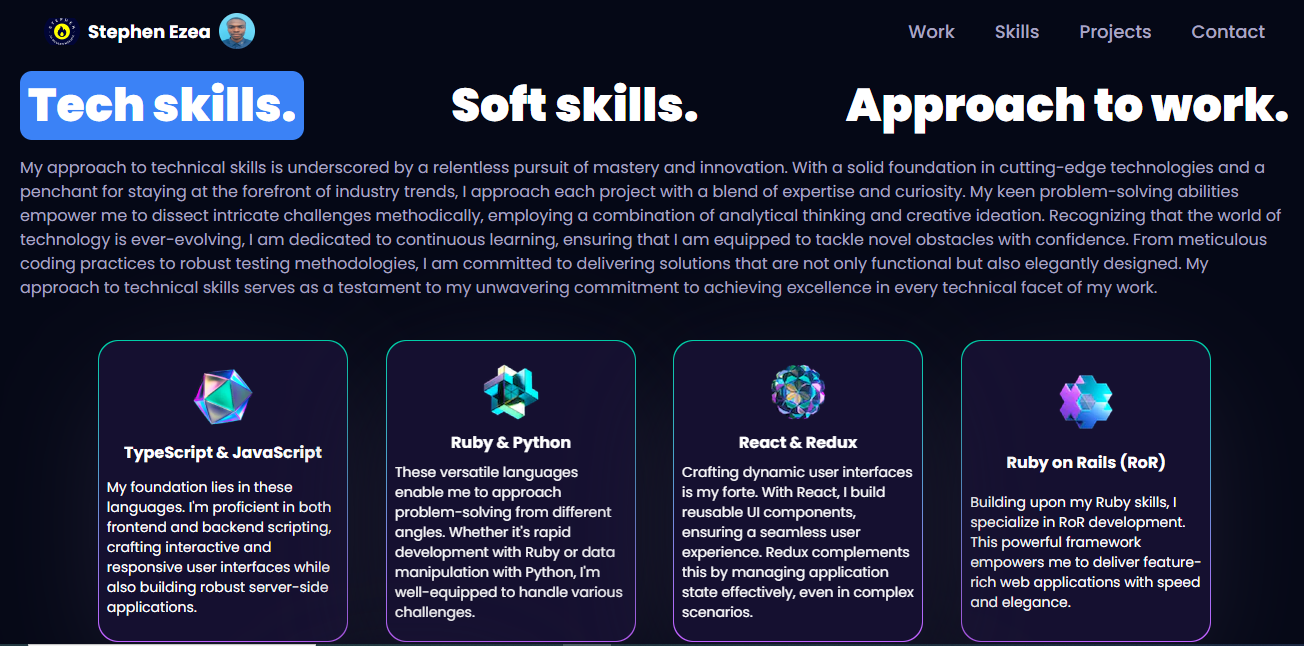 Stephen Ezea
Work Skills Projects Contact
Tech skills. Soft skills. Approach to work.
My approach to technical skills is underscored by a relentless pursuit of mastery and innovation. With a solid foundation in cutting-edge technologies and a
penchant for staying at the forefront of industry trends, I approach each project with a blend of expertise and curiosity. My keen problem-solving abilities
empower me to dissect intricate challenges methodically, employing a combination of analytical thinking and creative ideation. Recognizing that the world of
technology is ever-evolving, I am dedicated to continuous learning, ensuring that I am equipped to tackle novel obstacles with confidence. From meticulous
coding practices to robust testing methodologies, I am committed to delivering solutions that are not only functional but also elegantly designed. My
approach to technical skills serves as a testament to my unwavering commitment to achieving excellence in every technical facet of my work.
TypeScript & JavaScript
My foundation lies in these
languages. I'm proficient in both
frontend and backend scripting,
crafting interactive and
responsive user interfaces while
also building robust server-side
applications.
Ruby & Python
These versatile languages
enable me to approach
problem-solving from different
angles. Whether it's rapid
development with Ruby or data
manipulation with Python, I'm
well-equipped to handle various
challenges.
React & Redux
Crafting dynamic user interfaces
is my forte. With React, I build
reusable UI components,
ensuring a seamless user
experience. Redux complements
this by managing application
state effectively, even in complex
scenarios.
Ruby on Rails (RoR)
Building upon my Ruby skills, I
specialize in RoR development.
This powerful framework
empowers me to deliver feature-
rich web applications with speed
and elegance.